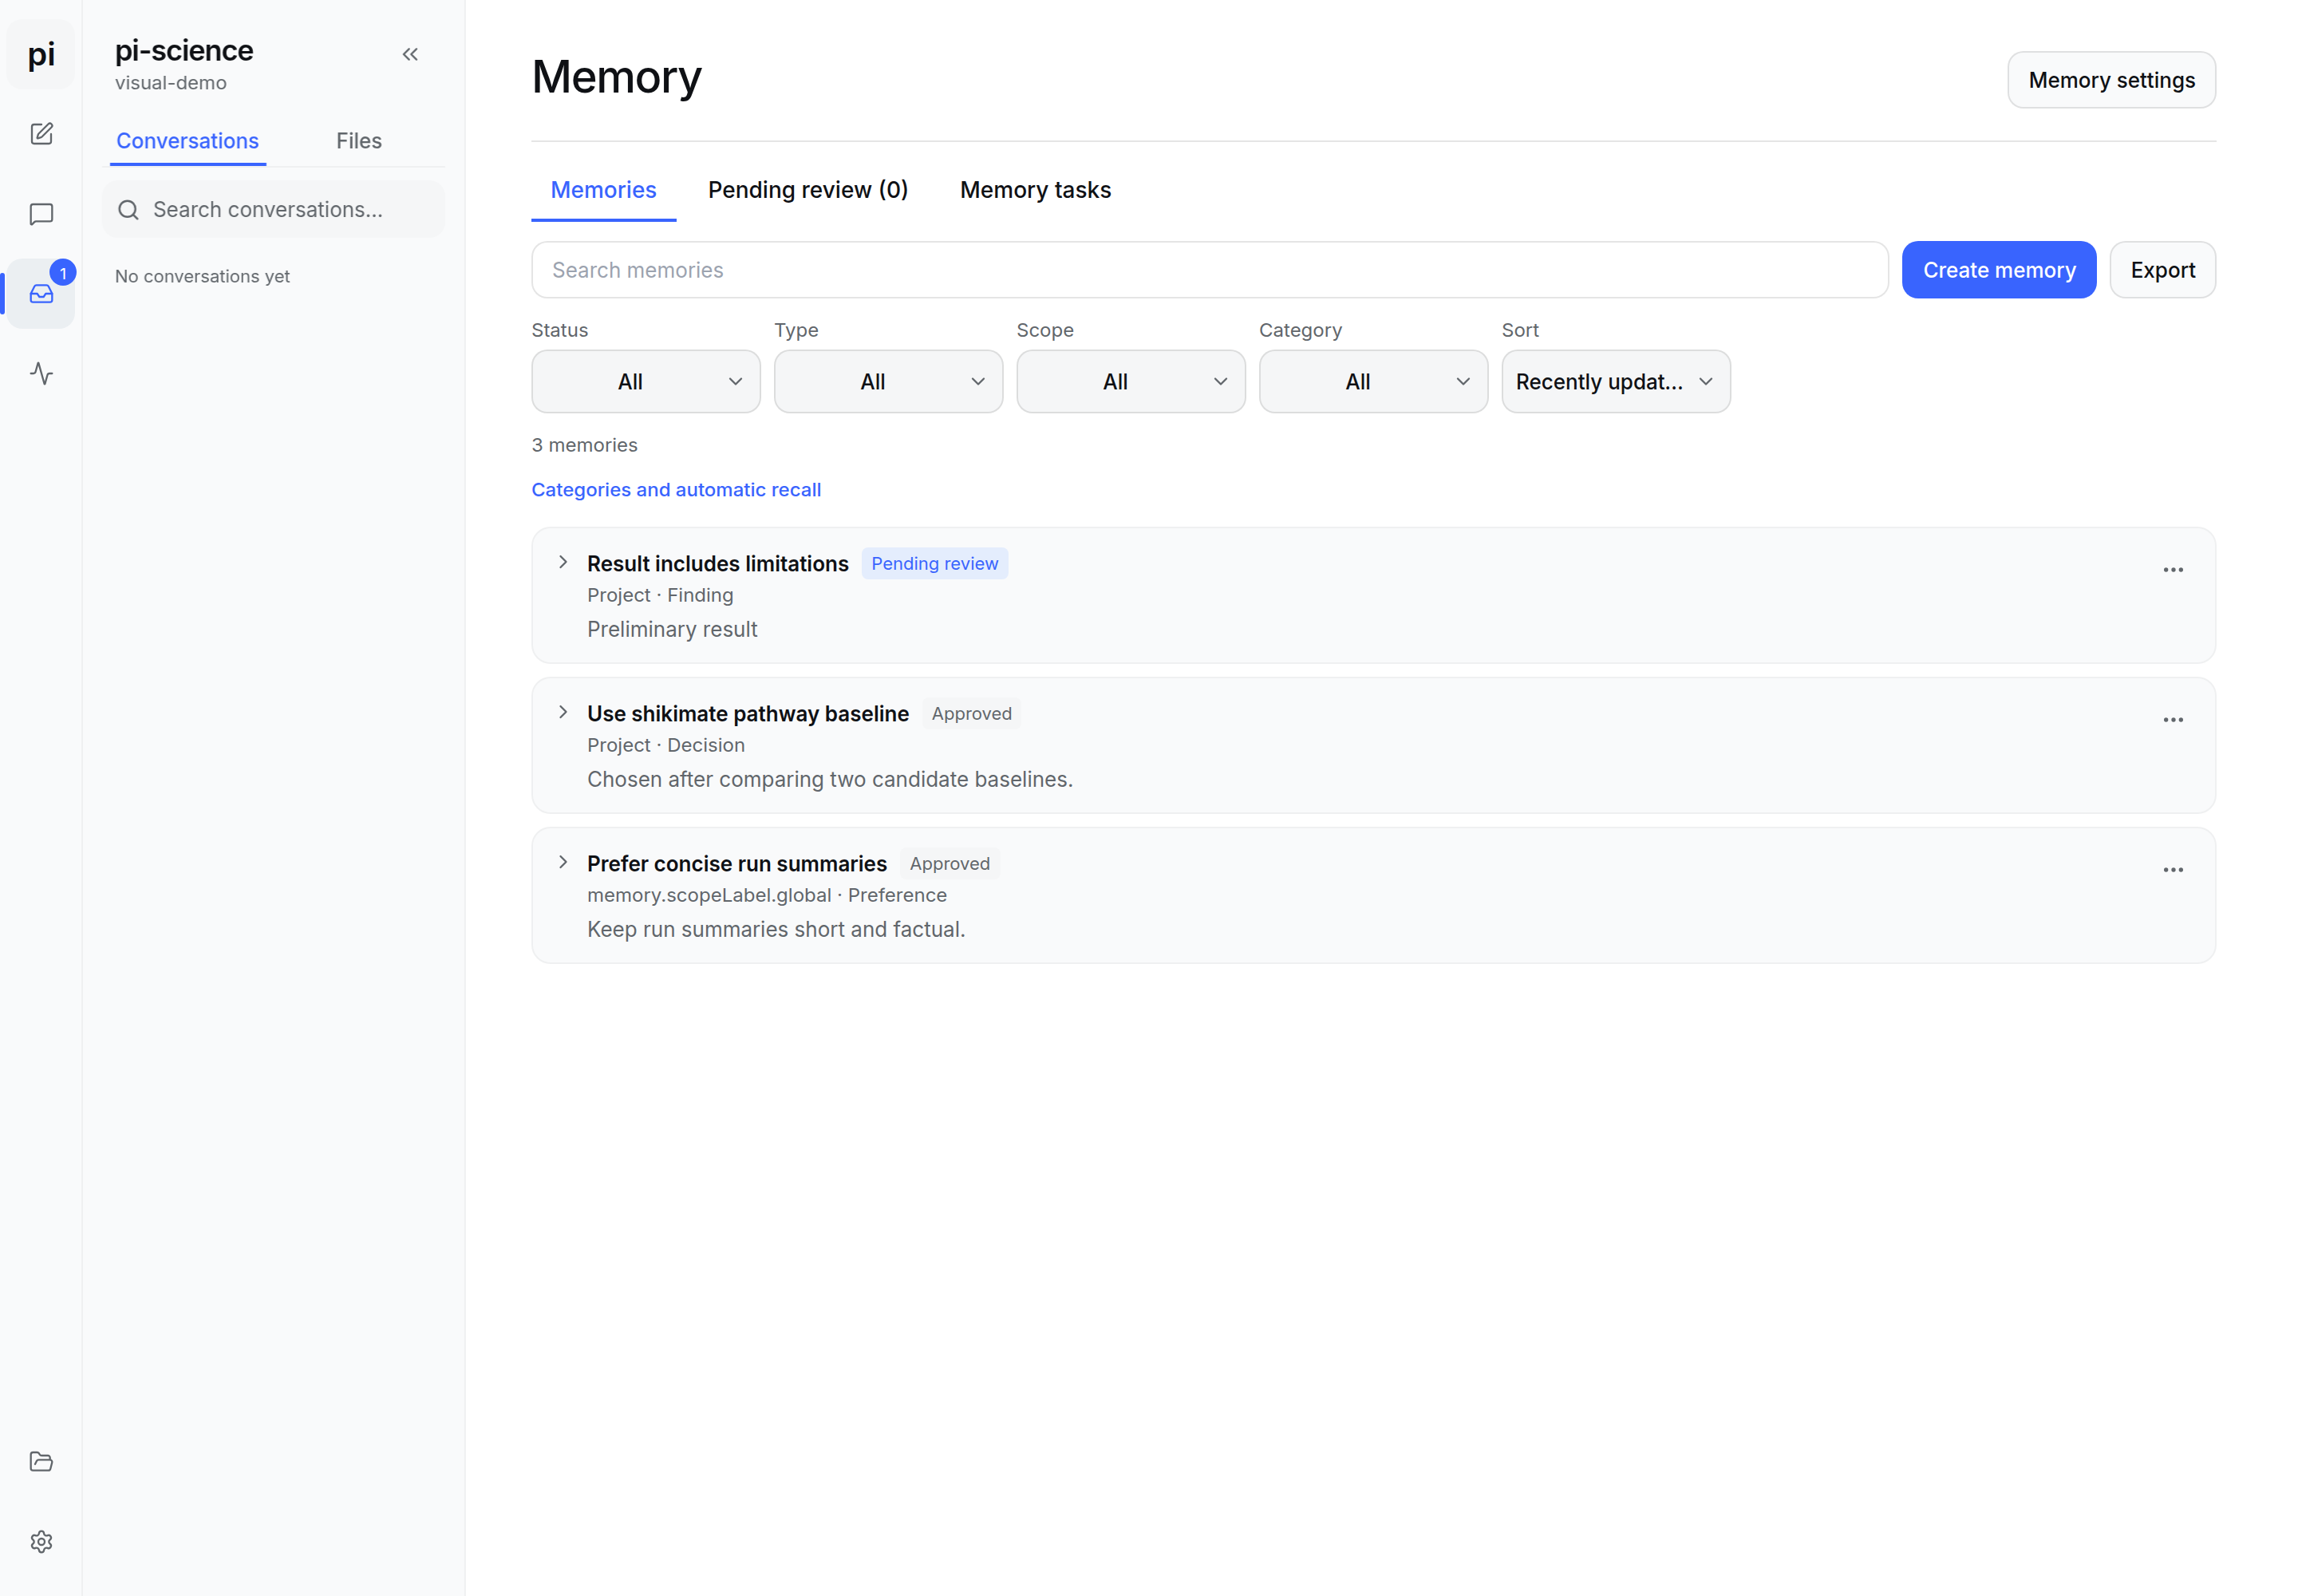 pi
pi-science
visual-demo
Conversations
Files
Search conversations...
No conversations yet
1
Memory
Memory settings
Memories
Pending review (0)
Memory tasks
Search memories
Create memory
Export
Status
Type
Scope
Category
Sort
All
All
All
All
Recently updat...
3 memories
Categories and automatic recall
Result includes limitations
Pending review
Project · Finding
Preliminary result
Use shikimate pathway baseline
Approved
Project · Decision
Chosen after comparing two candidate baselines.
Prefer concise run summaries
Approved
memory.scopeLabel.global · Preference
Keep run summaries short and factual.